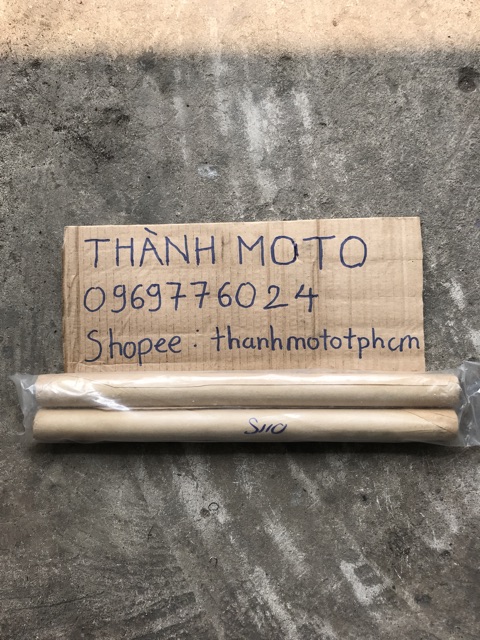 THÀNH MOTO
0969776024
Shopee: thanhmototphcm
S110